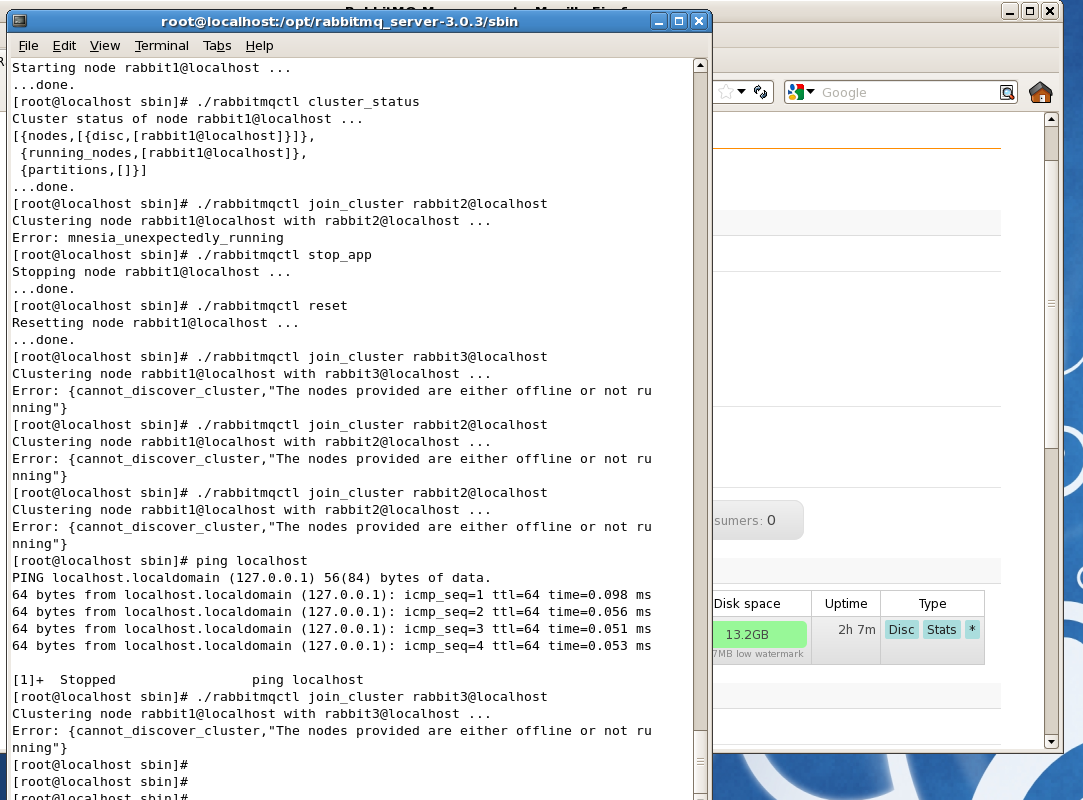 root@localhost:/opt/rabbitmq_server-3.0.3/sbin
File Edit View Terminal Tabs Help
Starting node rabbit1@localhost ...
...done.
[root@localhost sbin]# ./rabbitmqctl cluster_status
Cluster status of node rabbit1@localhost ...
[{nodes,[{disc,[rabbit1@localhost]}]},
 {running_nodes,[rabbit1@localhost]},
 {partitions,[]}]
...done.
[root@localhost sbin]# ./rabbitmqctl join_cluster rabbit2@localhost
Clustering node rabbit1@localhost with rabbit2@localhost ...
Error: mnesia_unexpectedly_running
[root@localhost sbin]# ./rabbitmqctl stop_app
Stopping node rabbit1@localhost ...
...done.
[root@localhost sbin]# ./rabbitmqctl reset
Resetting node rabbit1@localhost ...
...done.
[root@localhost sbin]# ./rabbitmqctl join_cluster rabbit3@localhost
Clustering node rabbit1@localhost with rabbit3@localhost ...
Error: {cannot_discover_cluster,"The nodes provided are either offline or not ru
nning"}
[root@localhost sbin]# ./rabbitmqctl join_cluster rabbit2@localhost
Clustering node rabbit1@localhost with rabbit2@localhost ...
Error: {cannot_discover_cluster,"The nodes provided are either offline or not ru
nning"}
[root@localhost sbin]# ./rabbitmqctl join_cluster rabbit2@localhost
Clustering node rabbit1@localhost with rabbit2@localhost ...
Error: {cannot_discover_cluster,"The nodes provided are either offline or not ru
nning"}
[root@localhost sbin]# ping localhost
PING localhost.localdomain (127.0.0.1) 56(84) bytes of data.
64 bytes from localhost.localdomain (127.0.0.1): icmp_seq=1 ttl=64 time=0.098 ms
64 bytes from localhost.localdomain (127.0.0.1): icmp_seq=2 ttl=64 time=0.056 ms
64 bytes from localhost.localdomain (127.0.0.1): icmp_seq=3 ttl=64 time=0.051 ms
64 bytes from localhost.localdomain (127.0.0.1): icmp_seq=4 ttl=64 time=0.053 ms
[1]+  Stopped                 ping localhost
[root@localhost sbin]# ./rabbitmqctl join_cluster rabbit3@localhost
Clustering node rabbit1@localhost with rabbit3@localhost ...
Error: {cannot_discover_cluster,"The nodes provided are either offline or not ru
nning"}
[root@localhost sbin]#
[root@localhost sbin]#
[root@localhost sbin]#
Google
sumers: 0
Disk space Uptime Type
13.2GB 2h 7m Disc Stats *
7MB low watermark